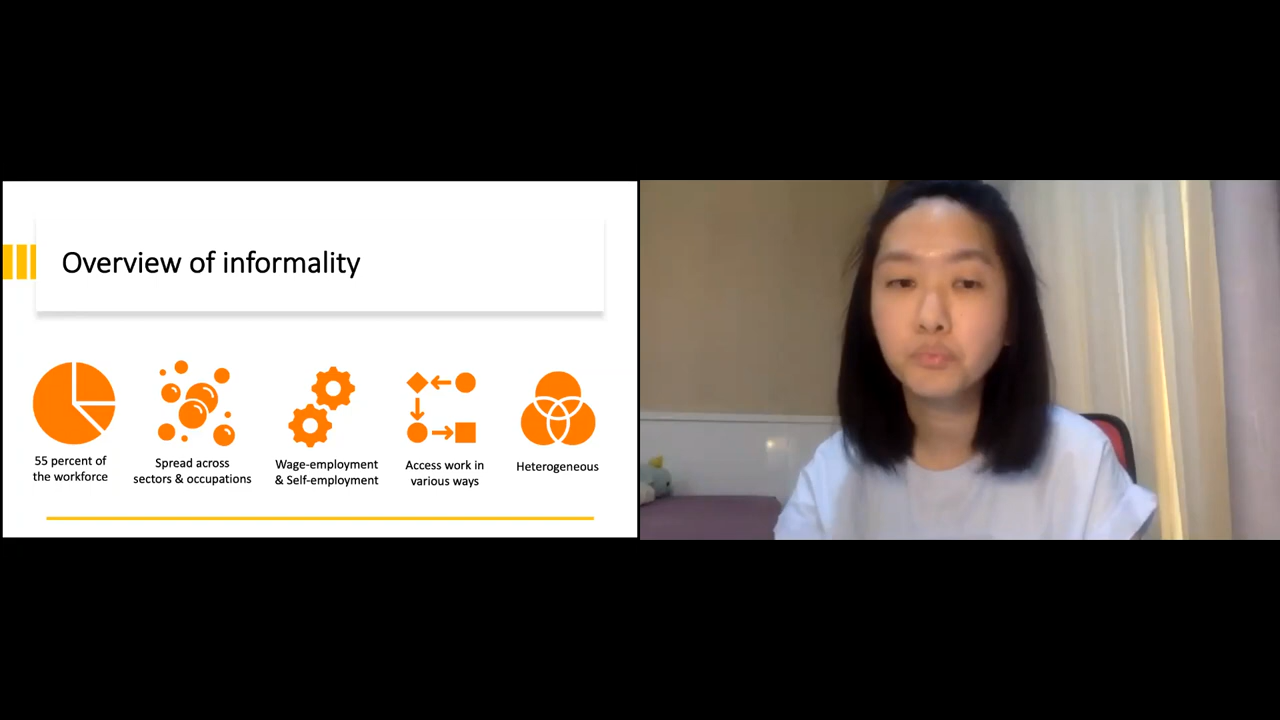 Overview of informality
55 percent of
the workforce
Spread across
sectors & occupations
Wage-employment
& Self-employment
Access work in
various ways
Heterogeneous